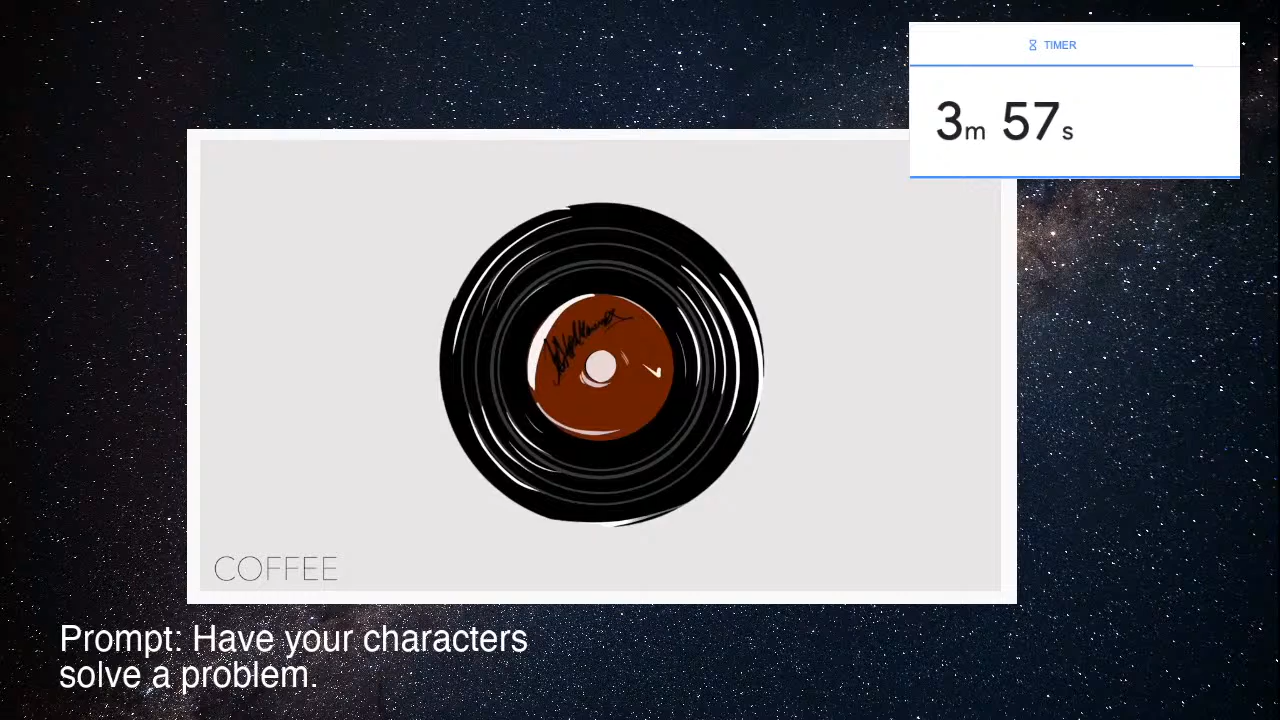 TIMER
3m 57s
COFFEE
Prompt: Have your characters
solve a problem.